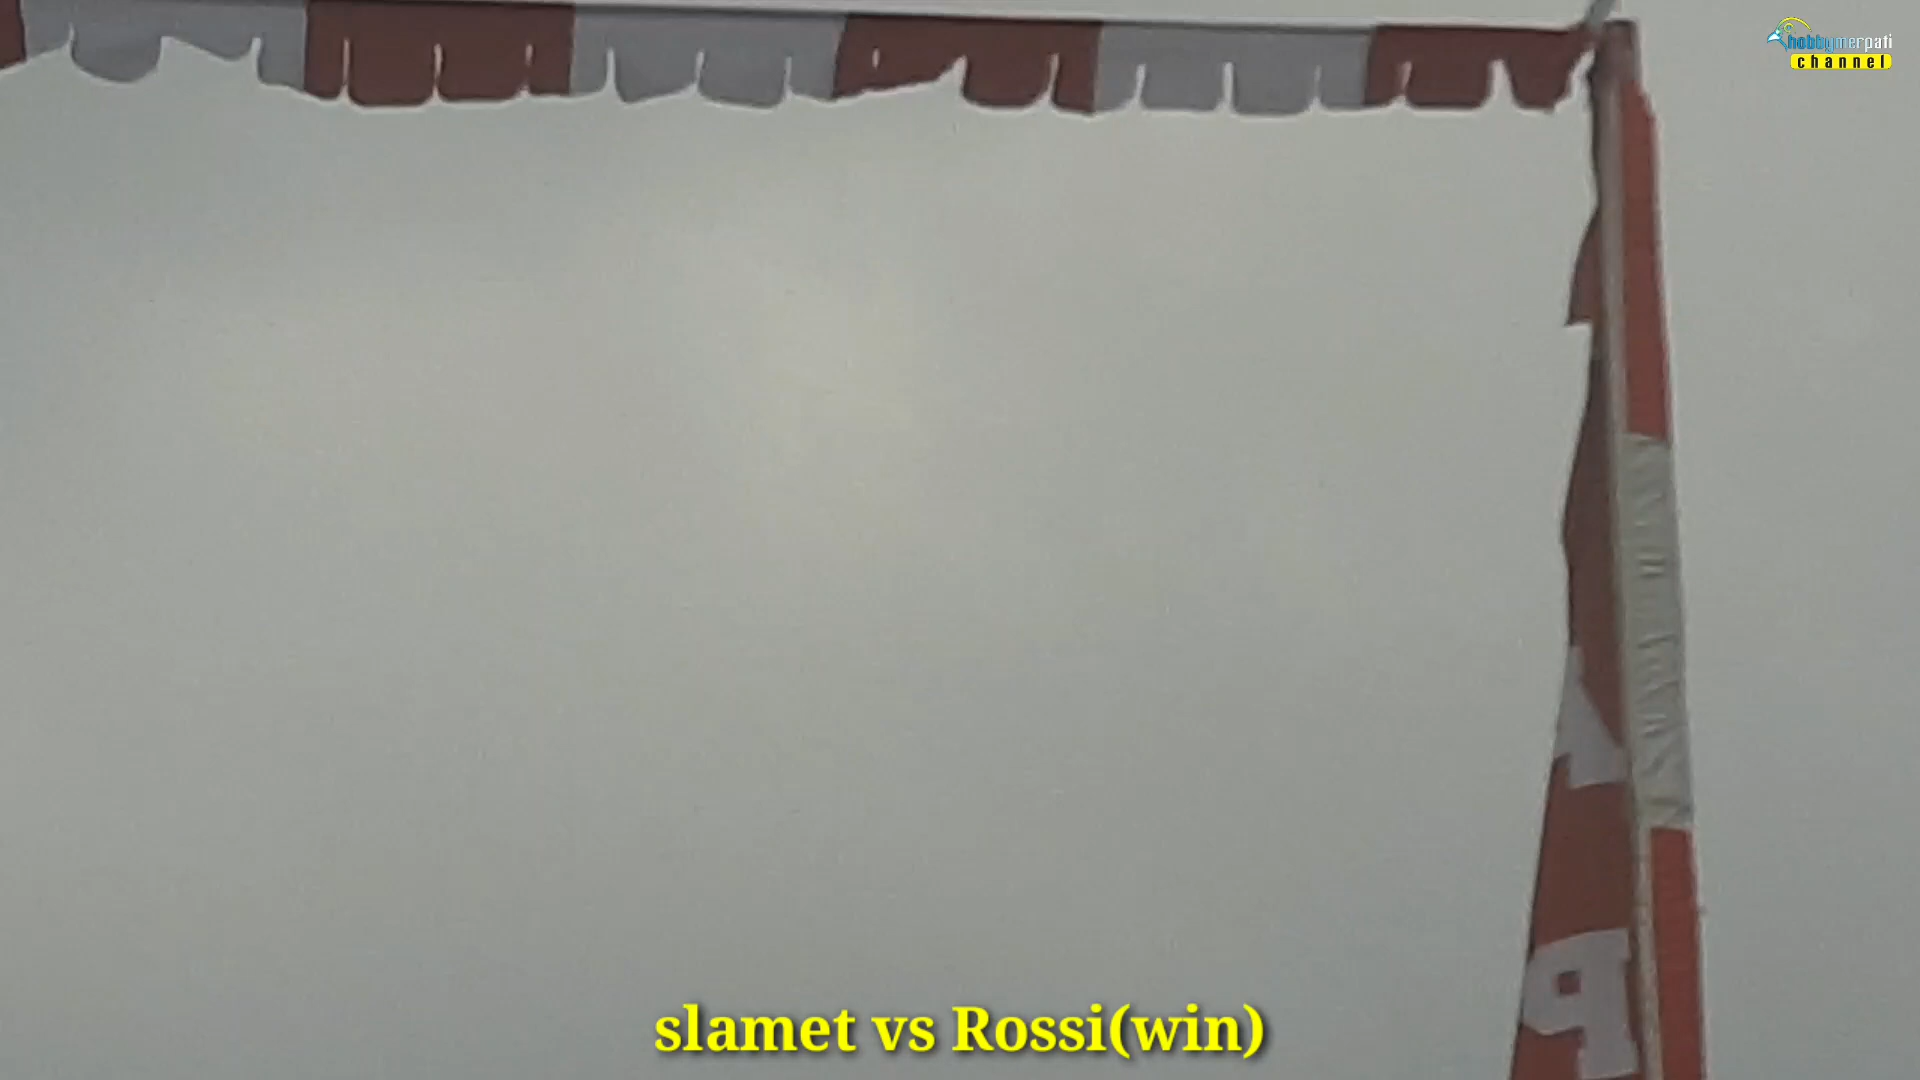 hobbymerpati
channel
P
slamet vs Rossi(win)